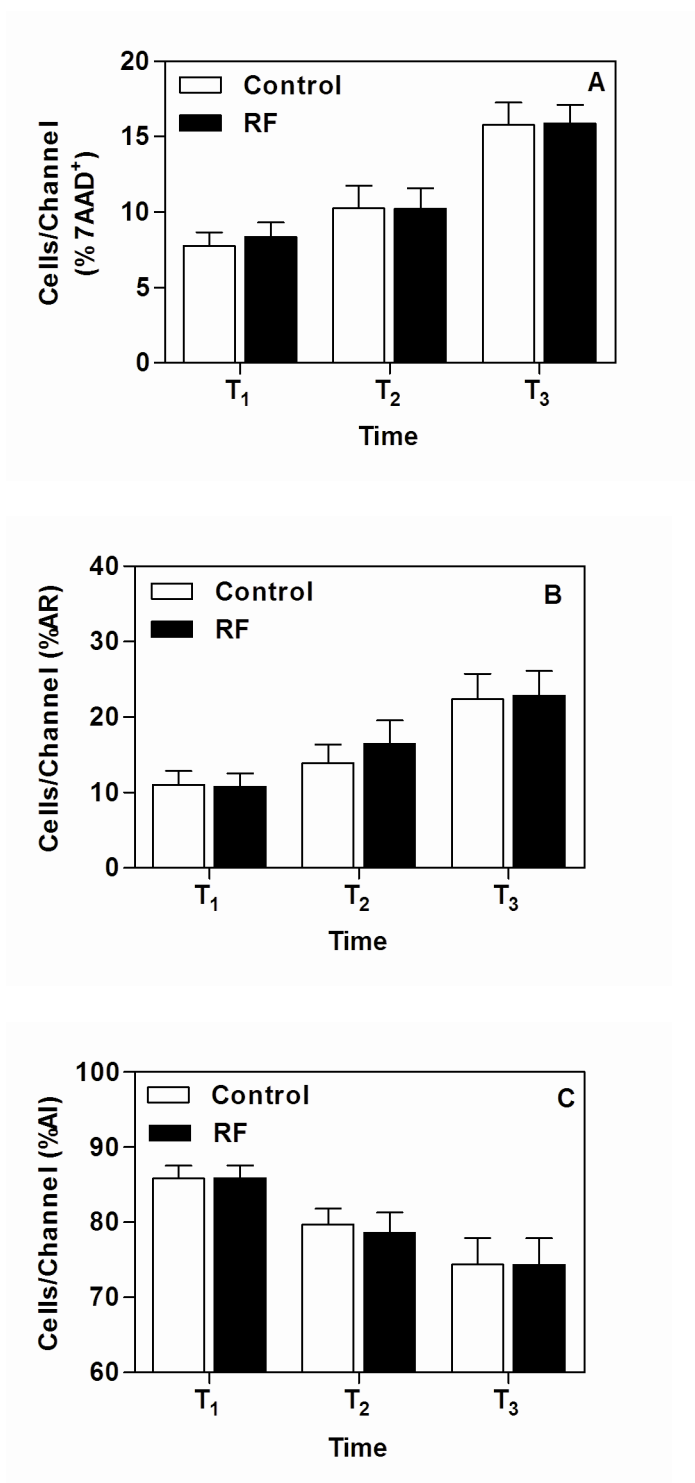 20
15
10
5
0
Cells/Channel
(% 7AAD⁺)
Control
RF
A
T₁ T₂ T₃
Time
40
30
20
10
0
Cells/Channel (%AR)
Control
RF
B
T₁ T₂ T₃
Time
100
90
80
70
60
Cells/Channel (%AI)
Control
RF
C
T₁ T₂ T₃
Time